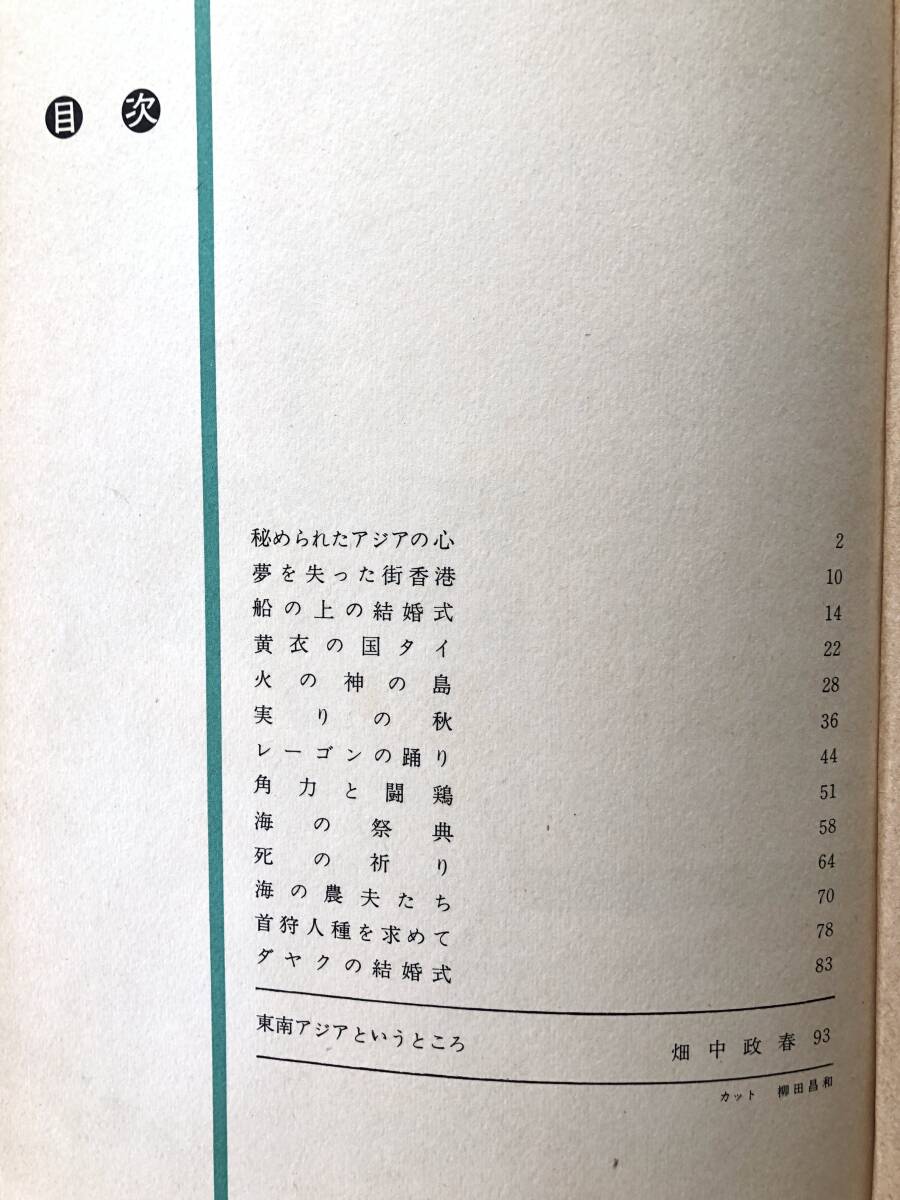 目次
秘められたアジアの心 2
夢を失った街香港 10
船の上の結婚式 14
黄衣の国タイ 22
火の神の島 28
実りの秋 36
レーゴンの踊り 44
角力と闘鶏 51
海の祭典 58
死の祈り 64
海の農夫たち 70
首狩人種を求めて 78
ダヤクの結婚式 83
東南アジアというところ 畑中政春 93
カット 柳田昌和